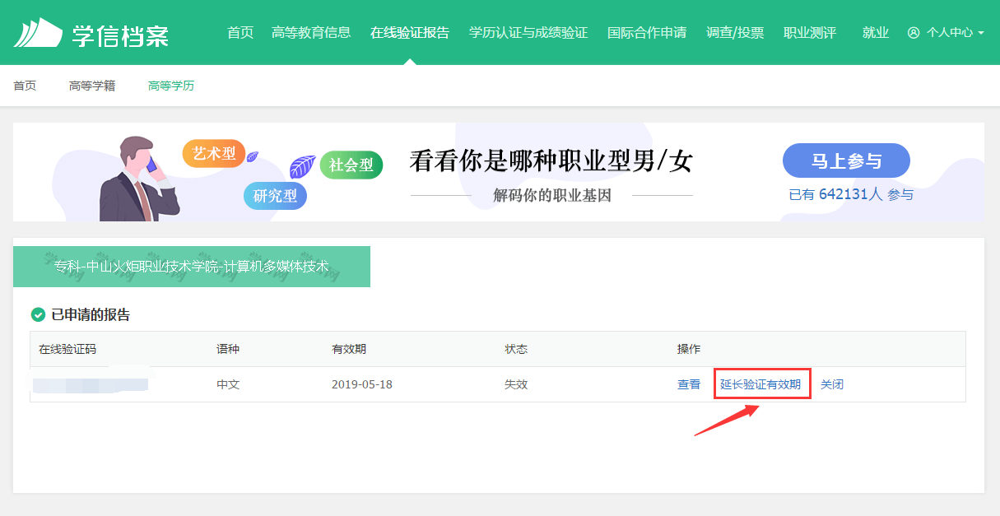 学信档案
首页 高等教育信息 在线验证报告 学历认证与成绩验证 国际合作申请 调查/投票 职业测评 就业 个人中心
首页 高等学籍 高等学历
艺术型
社会型
研究型
看看你是哪种职业型男/女
解码你的职业基因
马上参与
已有 642131人 参与
专科-中山火炬职业技术学院-计算机多媒体技术
已申请的报告
在线验证码 语种 有效期 状态 操作
中文 2019-05-18 失效 查看 延长验证有效期 关闭